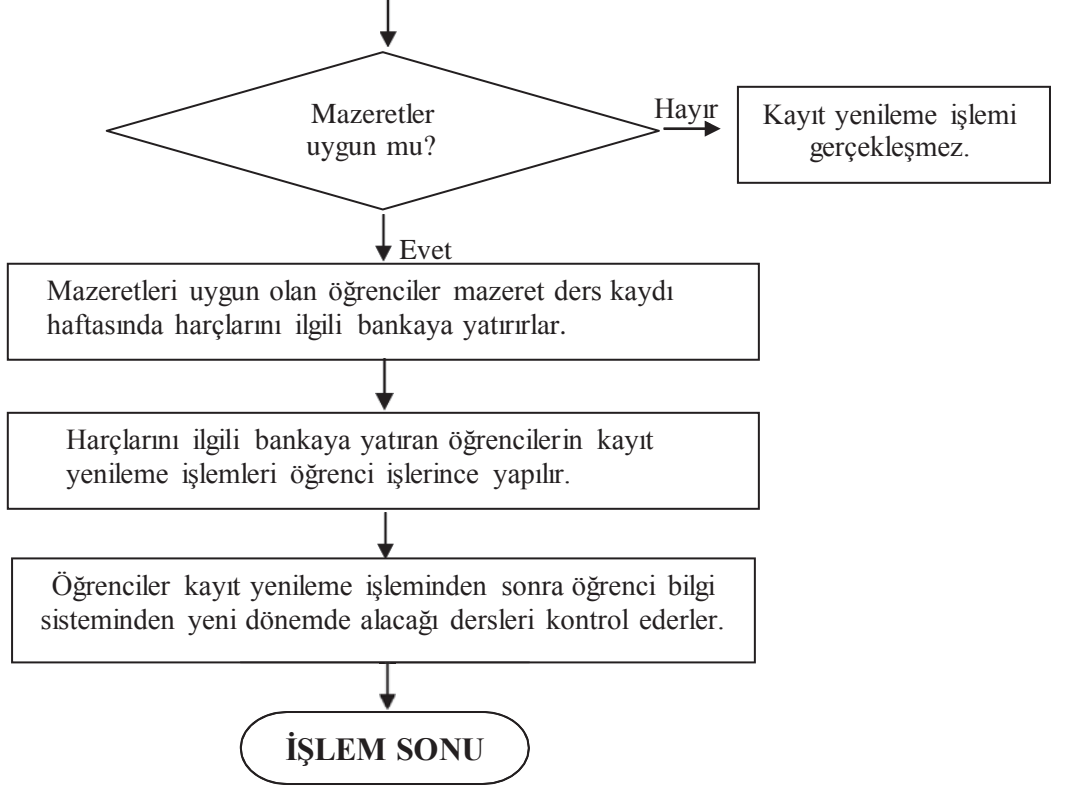 Mazeretler
uygun mu?
Hayır
Kayıt yenileme işlemi
gerçekleşmez.
Evet
Mazeretleri uygun olan öğrenciler mazeret ders kaydı
haftasında harçlarını ilgili bankaya yatırırlar.
Harçlarını ilgili bankaya yatıran öğrencilerin kayıt
yenileme işlemleri öğrenci işlerince yapılır.
Öğrenciler kayıt yenileme işleminden sonra öğrenci bilgi
sisteminden yeni dönemde alacağı dersleri kontrol ederler.
İŞLEM SONU